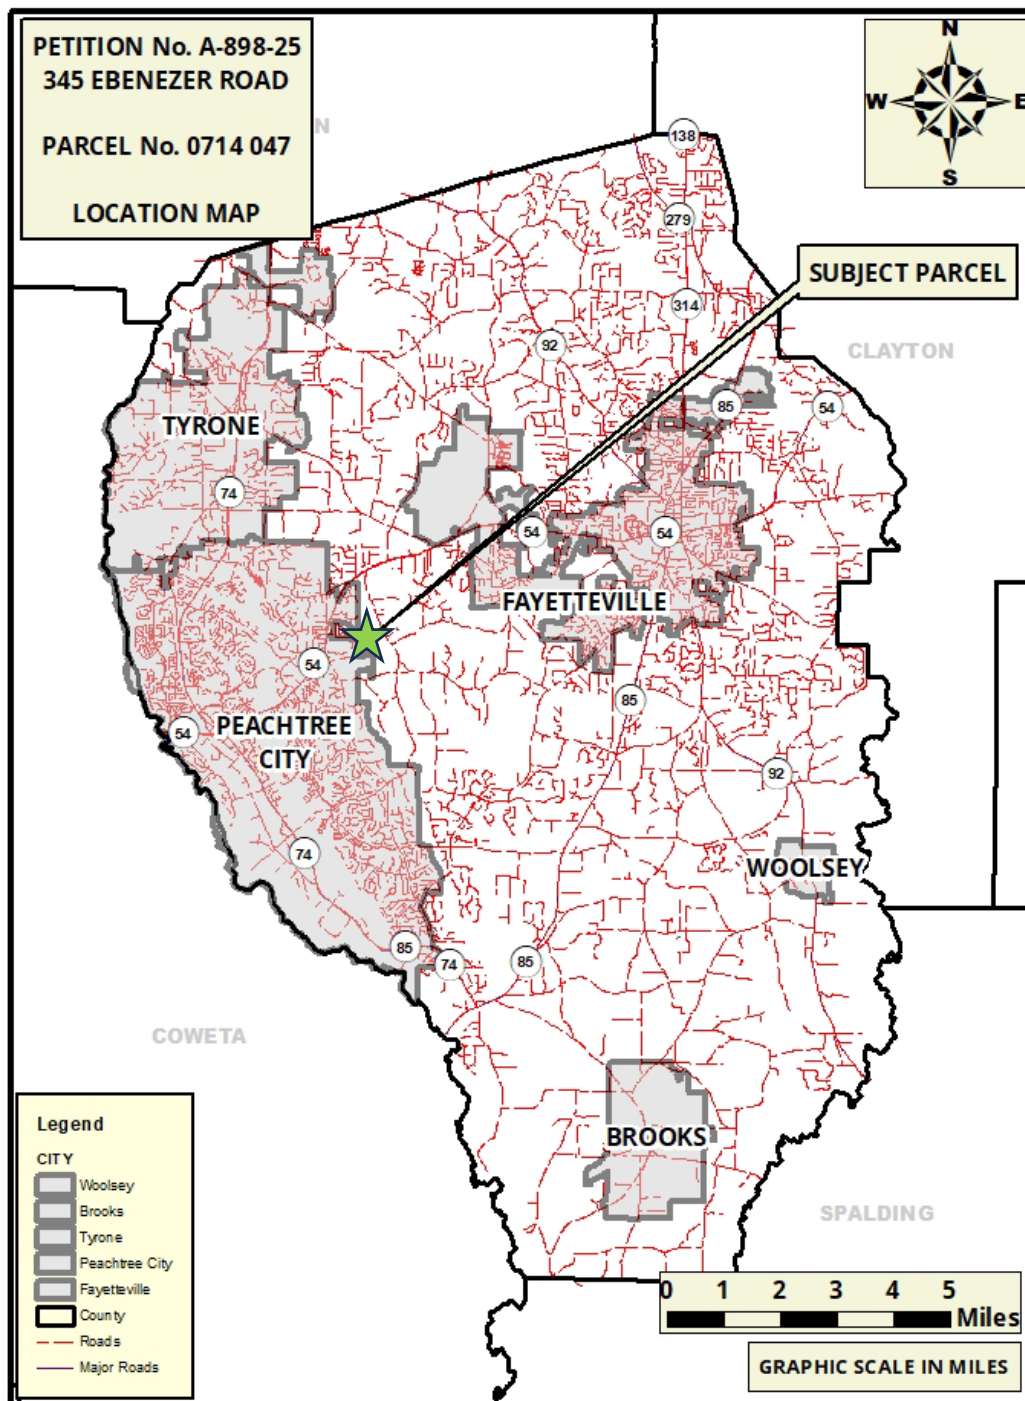 PETITION No. A-898-25
345 EBENEZER ROAD
PARCEL No. 0714 047
LOCATION MAP
N
W E
S
N
138
279
SUBJECT PARCEL
314
92
CLAYTON
85
54
TYRONE
74
54
54
FAYETTEVILLE
54
85
54
PEACHTREE
CITY
92
74
WOOLSEY
85
74
85
COWETA
BROOKS
SPALDING
Legend
CITY
Woolsey
Brooks
Tyrone
Peachtree City
Fayetteville
County
Roads
Major Roads
0 1 2 3 4 5
Miles
GRAPHIC SCALE IN MILES